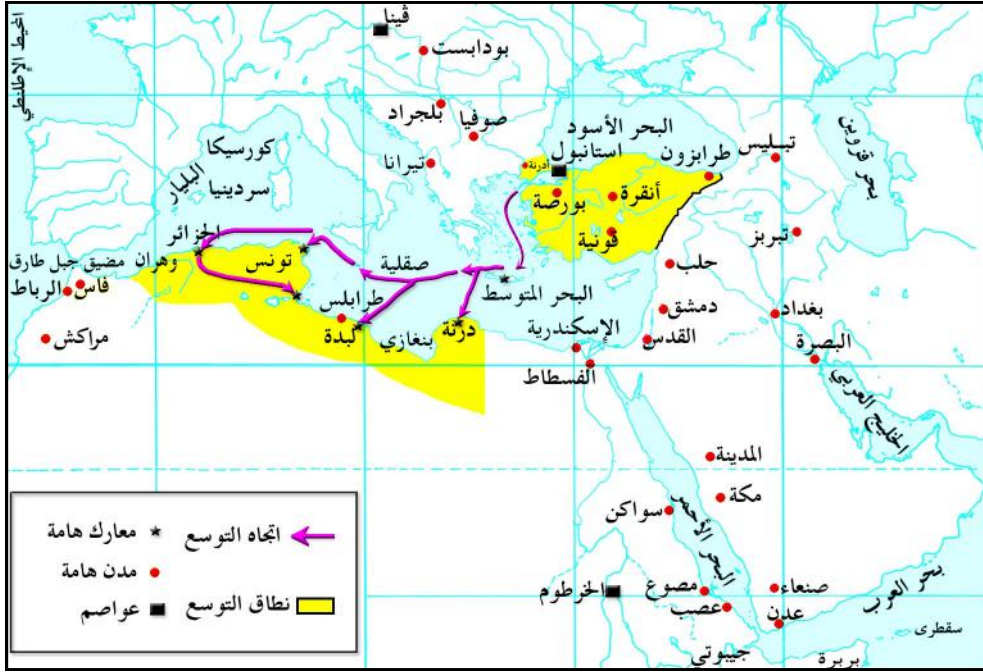 المحيط الإطلنطي
ڤينا
بودابست
بلجراد
صوفيا
تيرانا
البحر الأسود
استانبول
أدرنة
بورصة
أنقرة
قونية
طرابزون
تبليس
بحر قزوين
تبريز
كورسيكا
سردينيا
البليار
الجزائر
تونس
صقلية
وهران
مضيق جبل طارق
فاس
الرباط
مراكش
طرابلس
لبدة
بنغازي
درنة
البحر المتوسط
الإسكندرية
الفسطاط
حلب
دمشق
القدس
بغداد
البصرة
الخليج العربي
المدينة
مكة
سواكن
البحر الأحمر
الخرطوم
مصوع
عصب
صنعاء
عدن
جيبوتي
بربرة
بحر العرب
سقطرى
اتجاه التوسع
معارك هامة
مدن هامة
نطاق التوسع
عواصم